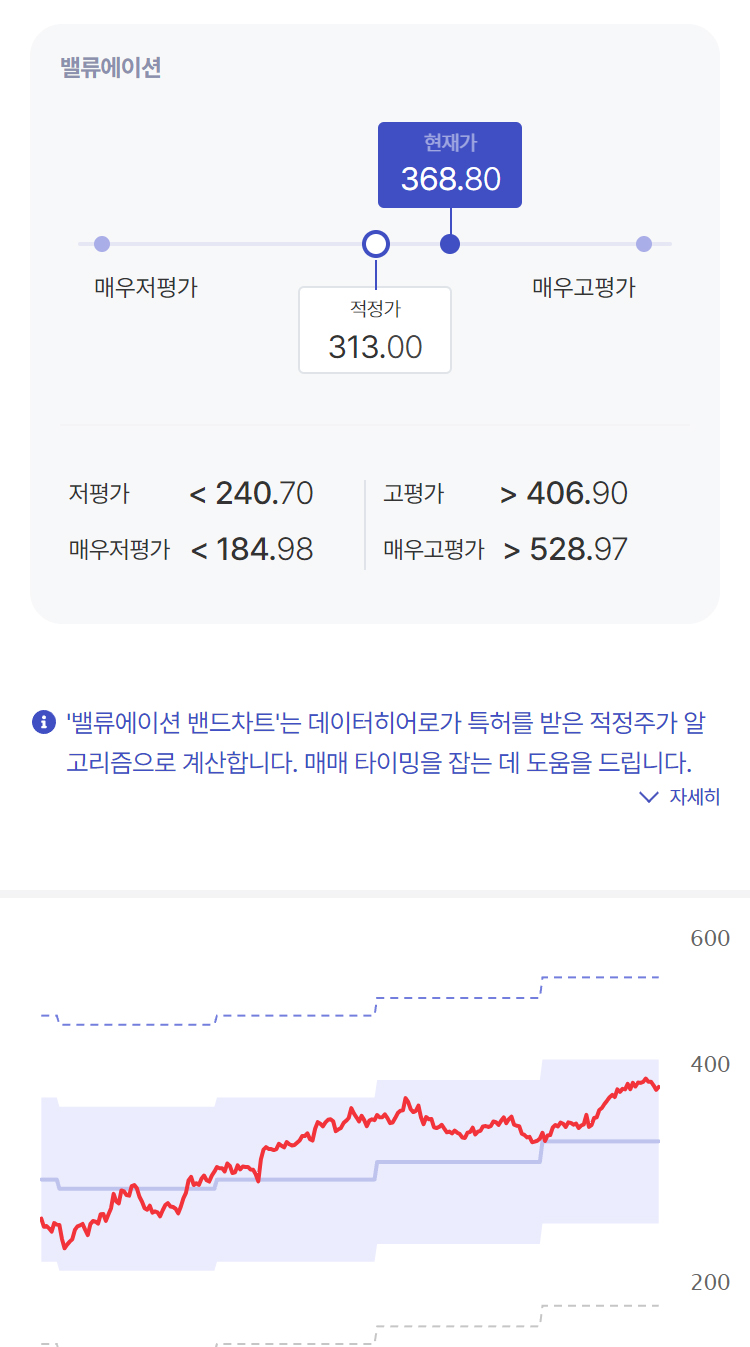 밸류에이션
현재가
368.80
매우저평가
매우고평가
적정가
313.00
저평가 < 240.70
고평가 > 406.90
매우저평가 < 184.98
매우고평가 > 528.97
'밸류에이션 밴드차트'는 데이터히어로가 특허를 받은 적정주가 알
고리즘으로 계산합니다. 매매 타이밍을 잡는 데 도움을 드립니다.
자세히
600
400
200